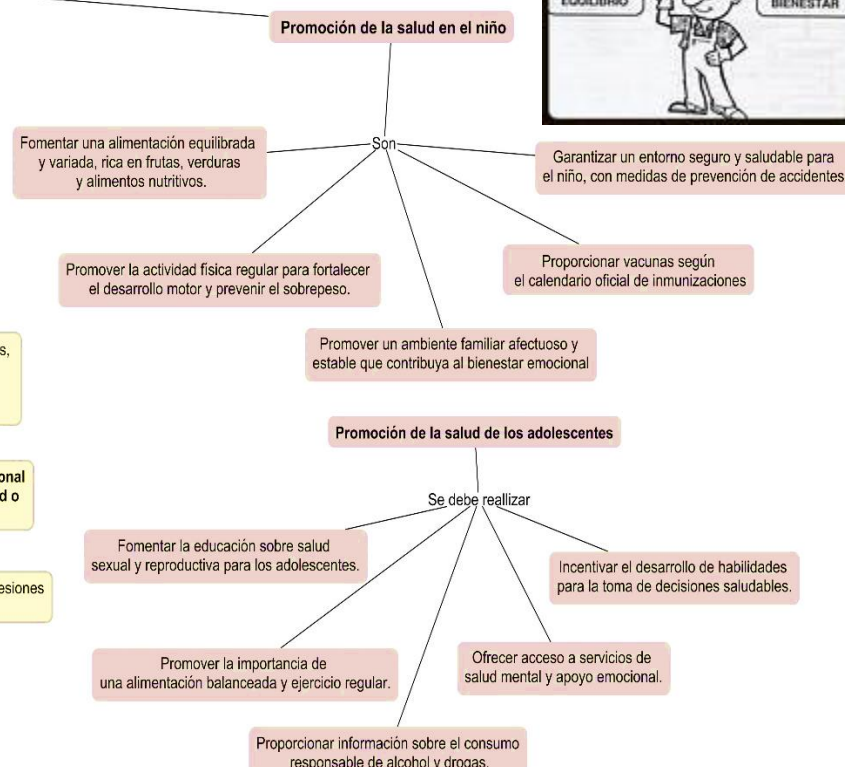 EQUILIBRIO
BIENESTAR
Promoción de la salud en el niño
Son
Fomentar una alimentación equilibrada
y variada, rica en frutas, verduras
y alimentos nutritivos.
Garantizar un entorno seguro y saludable para
el niño, con medidas de prevención de accidentes
Promover la actividad física regular para fortalecer
el desarrollo motor y prevenir el sobrepeso.
Proporcionar vacunas según
el calendario oficial de inmunizaciones
Promover un ambiente familiar afectuoso y
estable que contribuya al bienestar emocional
s,
onal
d o
esiones
Promoción de la salud de los adolescentes
Se debe reallizar
Fomentar la educación sobre salud
sexual y reproductiva para los adolescentes.
Incentivar el desarrollo de habilidades
para la toma de decisiones saludables.
Promover la importancia de
una alimentación balanceada y ejercicio regular.
Ofrecer acceso a servicios de
salud mental y apoyo emocional.
Proporcionar información sobre el consumo
responsable de alcohol y drogas.